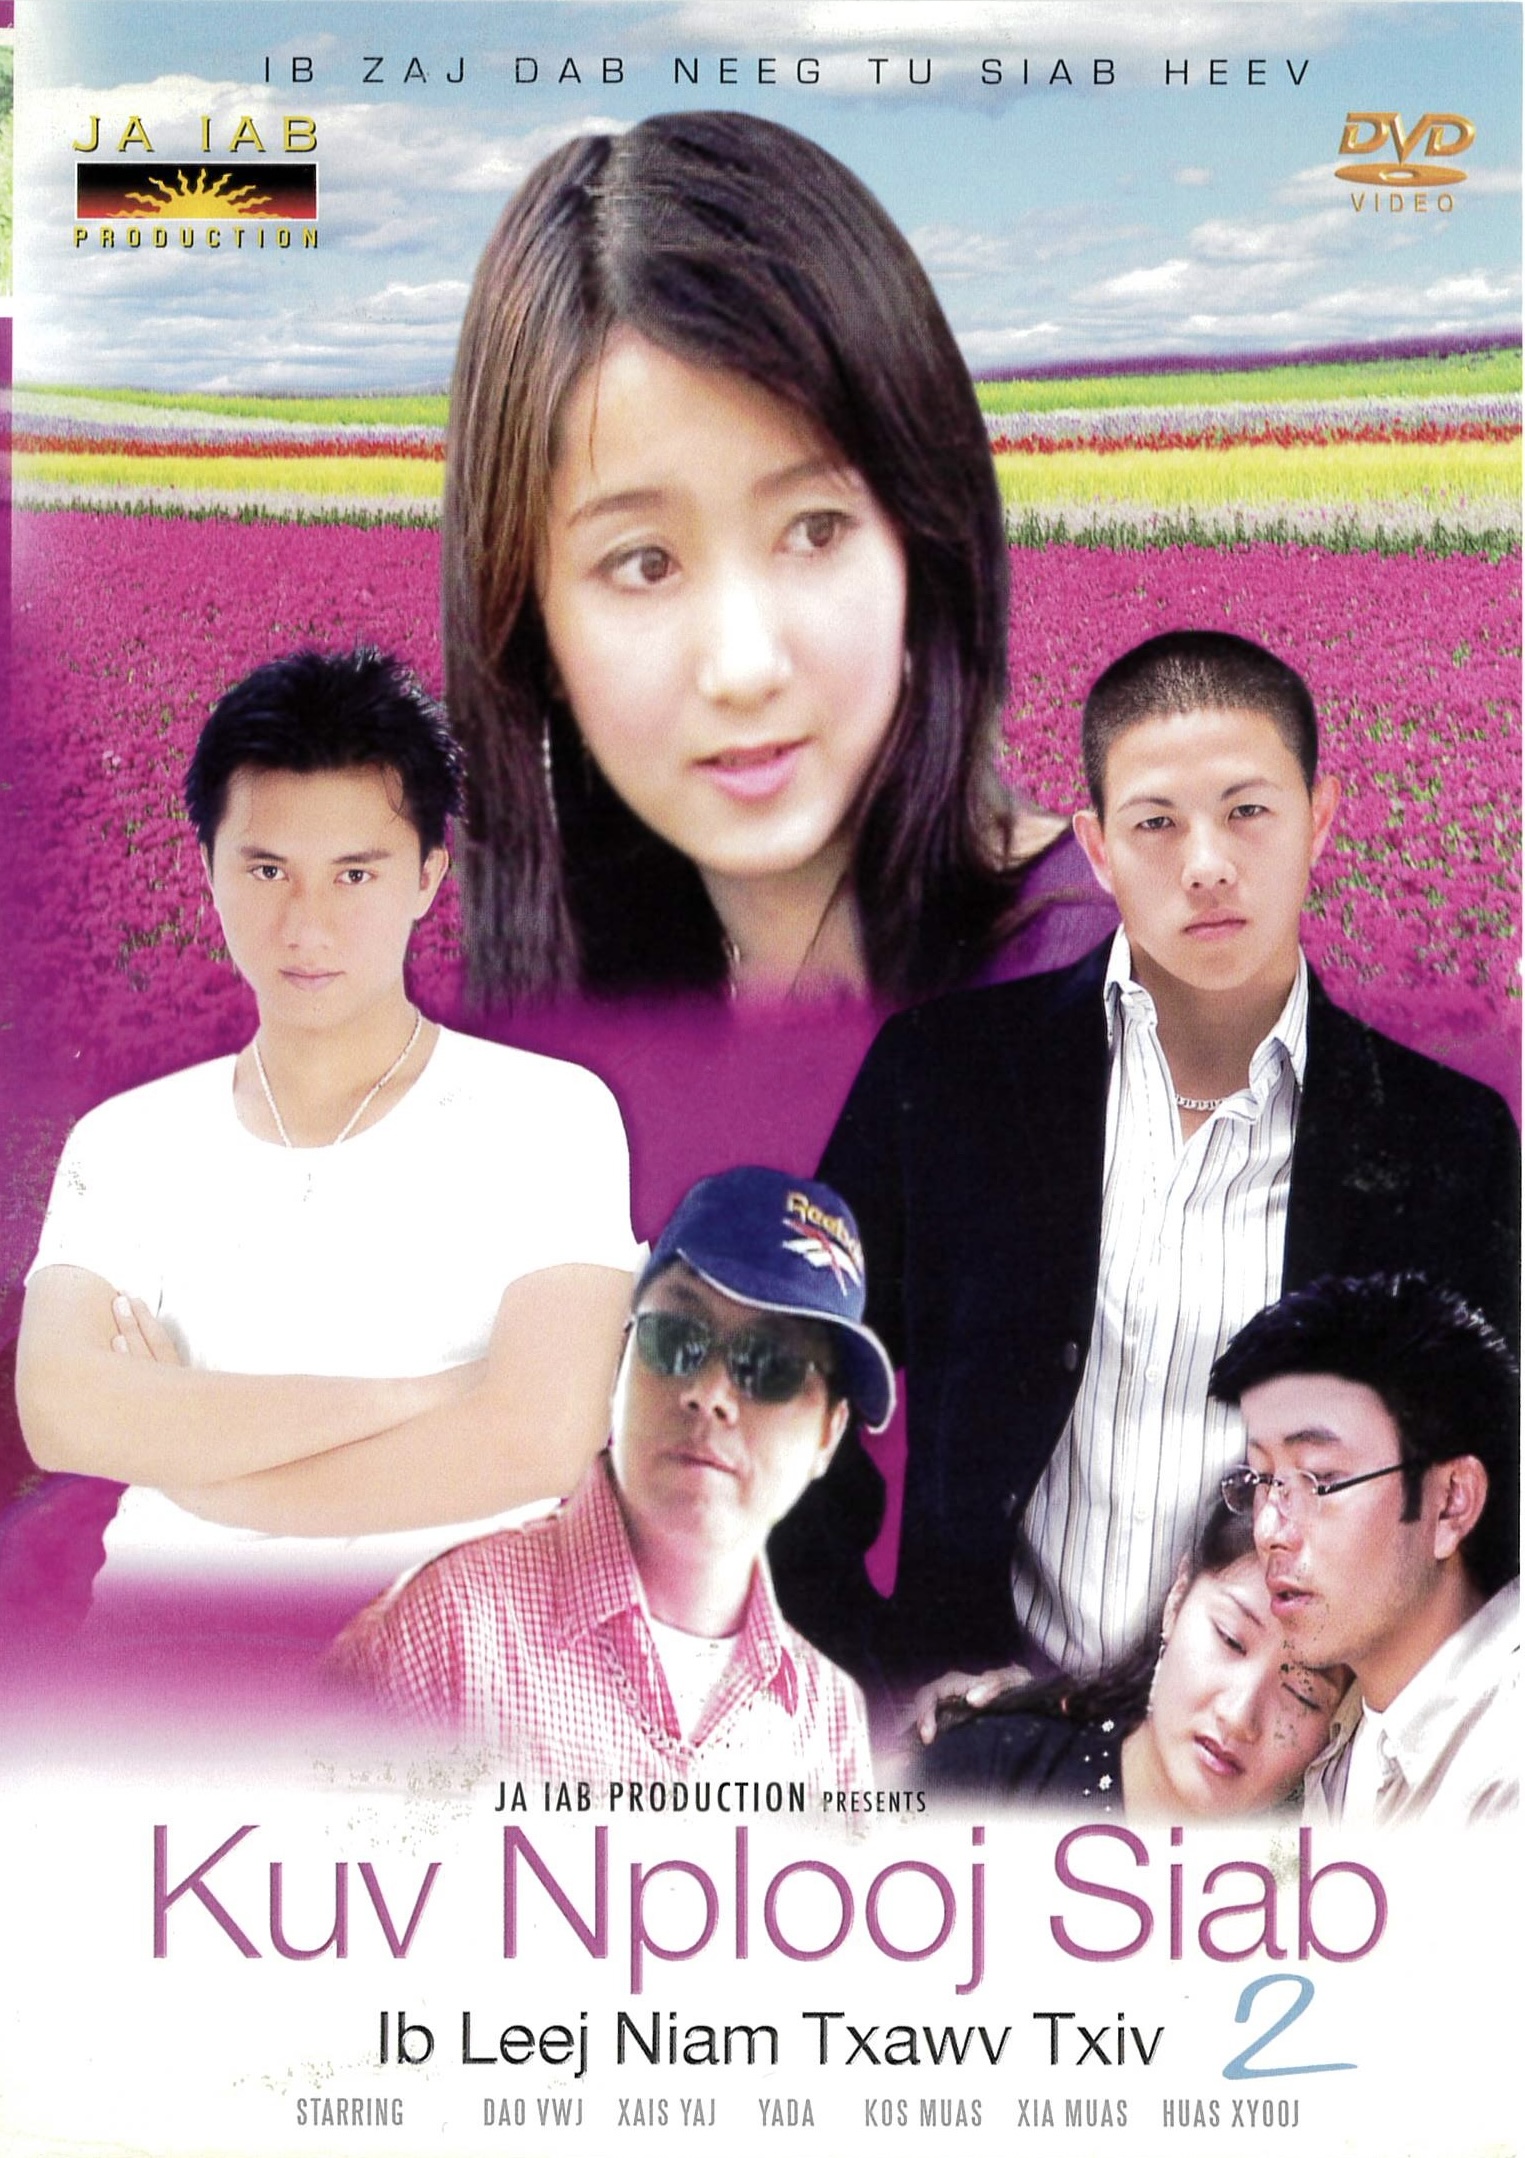 IB ZAJ DAB NEEG TU SIAB HEEV
JA IAB
PRODUCTION
DVD
VIDEO
Reebok
JA IAB PRODUCTION PRESENTS
Kuv Nplooj Siab
2
Ib Leej Niam Txawv Txiv
STARRING DAO VWJ XAIS YAJ YADA KOS MUAS XIA MUAS HUAS XYOOJ